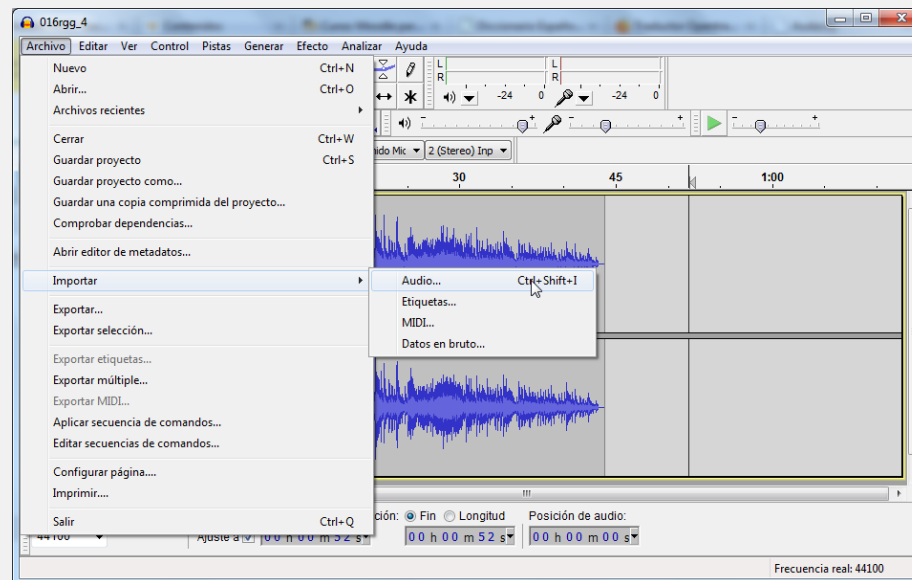 016rgg_4
Archivo Editar Ver Control Pistas Generar Efecto Analizar Ayuda
Nuevo Ctrl+N
Abrir... Ctrl+O
Archivos recientes
Cerrar Ctrl+W
Guardar proyecto Ctrl+S
Guardar proyecto como...
Guardar una copia comprimida del proyecto...
Comprobar dependencias...
Abrir editor de metadatos...
Importar
Exportar...
Exportar selección...
Exportar etiquetas...
Exportar múltiple...
Exportar MIDI...
Aplicar secuencia de comandos...
Editar secuencias de comandos...
Configurar página....
Imprimir....
Salir Ctrl+Q
Audio... Ctrl+Shift+I
Etiquetas...
MIDI...
Datos en bruto...
L L
R R
-24 0 -24 0
- + - + - +
2 (Stereo) Inp
30 45 1:00
Fin Longitud Posición de audio:
44100 Ajuste a 00 h 00 m 52 s 00 h 00 m 52 s 00 h 00 m 00 s
Frecuencia real: 44100